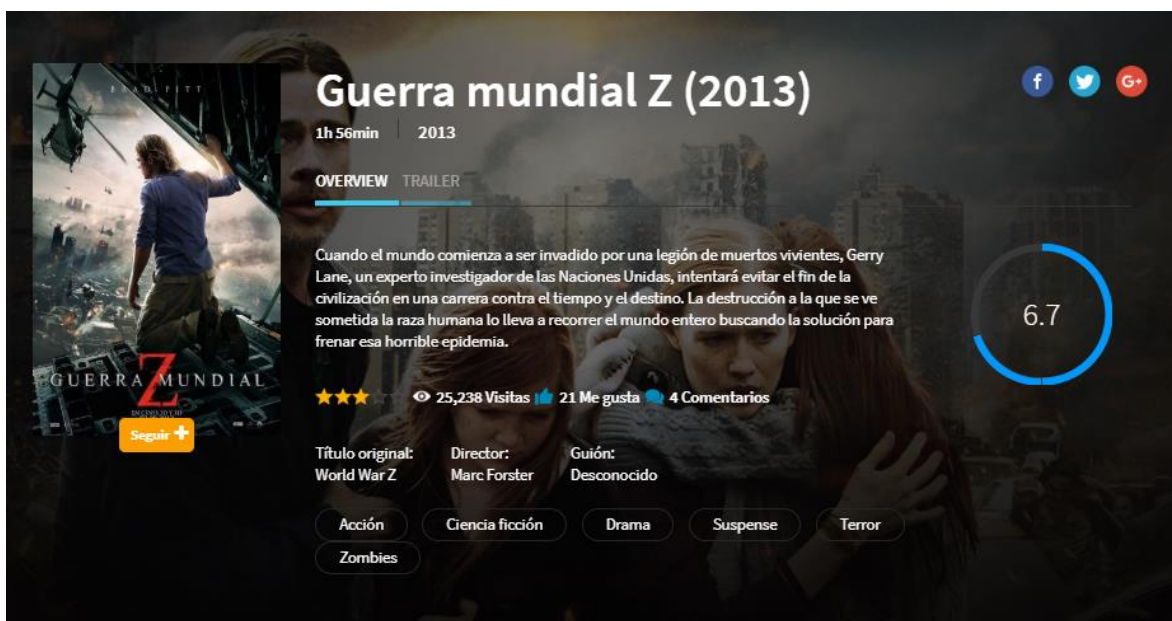 BRAD PITT
GUERRA Z MUNDIAL
Seguir +
Guerra mundial Z (2013)
f
G+
1h 56min | 2013
OVERVIEW TRAILER
Cuando el mundo comienza a ser invadido por una legión de muertos vivientes, Gerry
Lane, un experto investigador de las Naciones Unidas, intentará evitar el fin de la
civilización en una carrera contra el tiempo y el destino. La destrucción a la que se ve
sometida la raza humana lo lleva a recorrer el mundo entero buscando la solución para
frenar esa horrible epidemia.
6.7
25,238 Visitas 21 Me gusta 4 Comentarios
Título original: Director: Guión:
World War Z Marc Forster Desconocido
Acción Ciencia ficción Drama Suspense Terror
Zombies